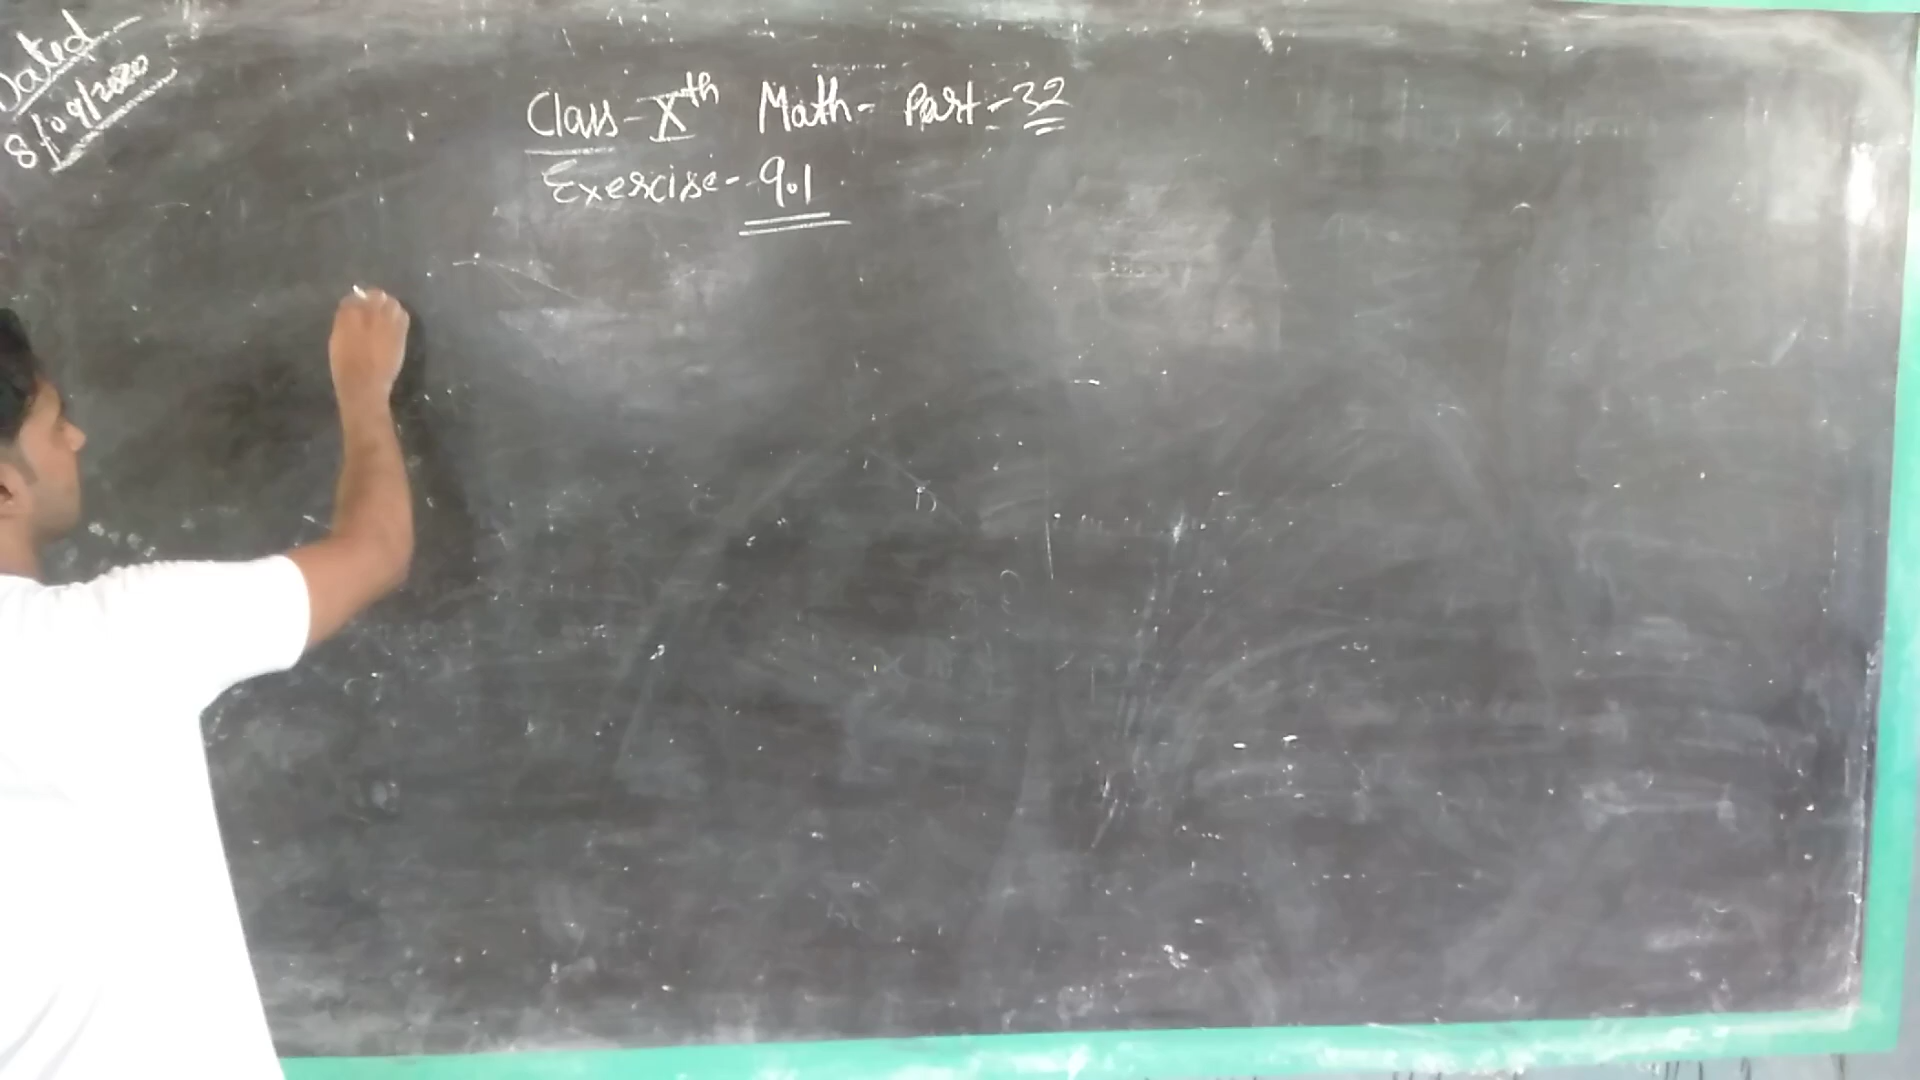 Dated
8/09/2020
Class-Xth Math- Part-32
Exercise-9.1